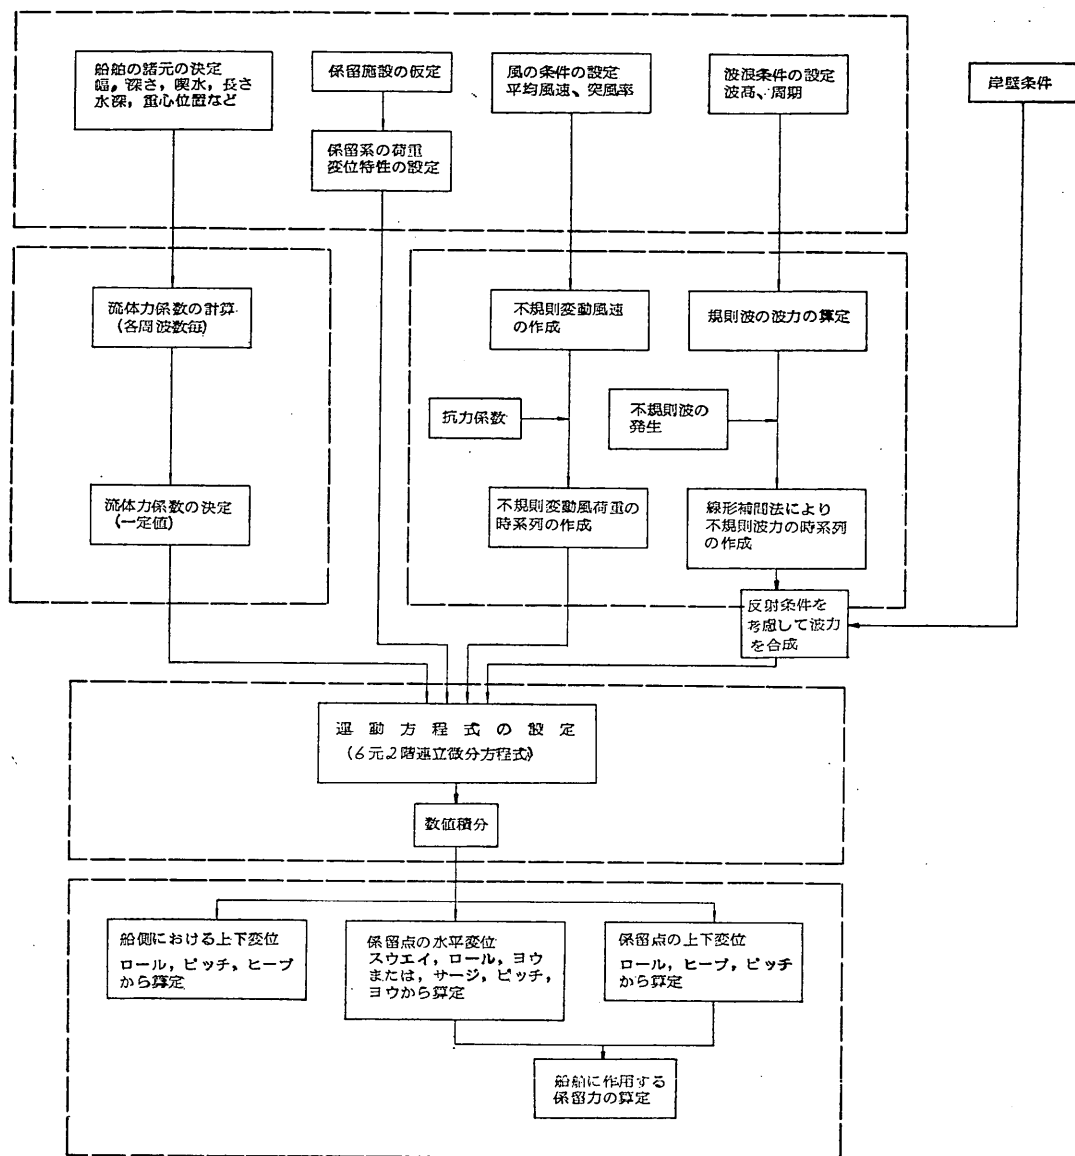 船舶の諸元の決定
幅，深さ，喫水，長さ
水深，重心位置など
保留施設の仮定
風の条件の設定
平均風速、突風率
波浪条件の設定
波高、周期
岸壁条件
保留系の荷重
変位特性の設定
流体力係数の計算
(各周波数毎)
不規則変動風速
の作成
規則波の波力の算定
抗力係数
不規則波の
発生
流体力係数の決定
(一定値)
不規則変動風荷重の
時系列の作成
線形補間法により
不規則波力の時系列
の作成
反射条件を
考慮して波力
を合成
運動方程式の設定
(6元2階連立微分方程式)
数値積分
船側における上下変位
ロール，ピッチ，ヒーブ
から算定
保留点の水平変位
スウエイ，ロール，ヨウ
または，サージ，ピッチ，
ヨウから算定
保留点の上下変位
ロール，ヒーブ，ピッチ
から算定
船舶に作用する
保留力の算定